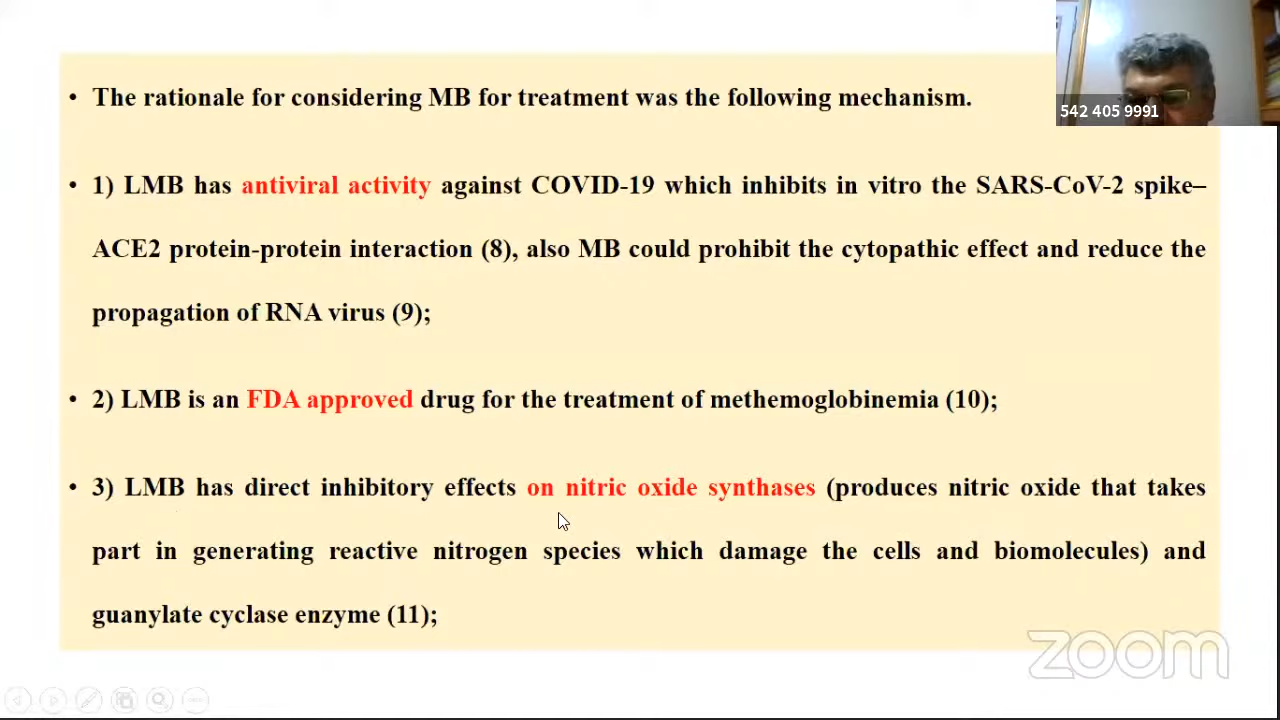 • The rationale for considering MB for treatment was the following mechanism.
542 405 9991
• 1) LMB has antiviral activity against COVID-19 which inhibits in vitro the SARS-CoV-2 spike–
ACE2 protein-protein interaction (8), also MB could prohibit the cytopathic effect and reduce the
propagation of RNA virus (9);
• 2) LMB is an FDA approved drug for the treatment of methemoglobinemia (10);
• 3) LMB has direct inhibitory effects on nitric oxide synthases (produces nitric oxide that takes
part in generating reactive nitrogen species which damage the cells and biomolecules) and
guanylate cyclase enzyme (11);
zoom